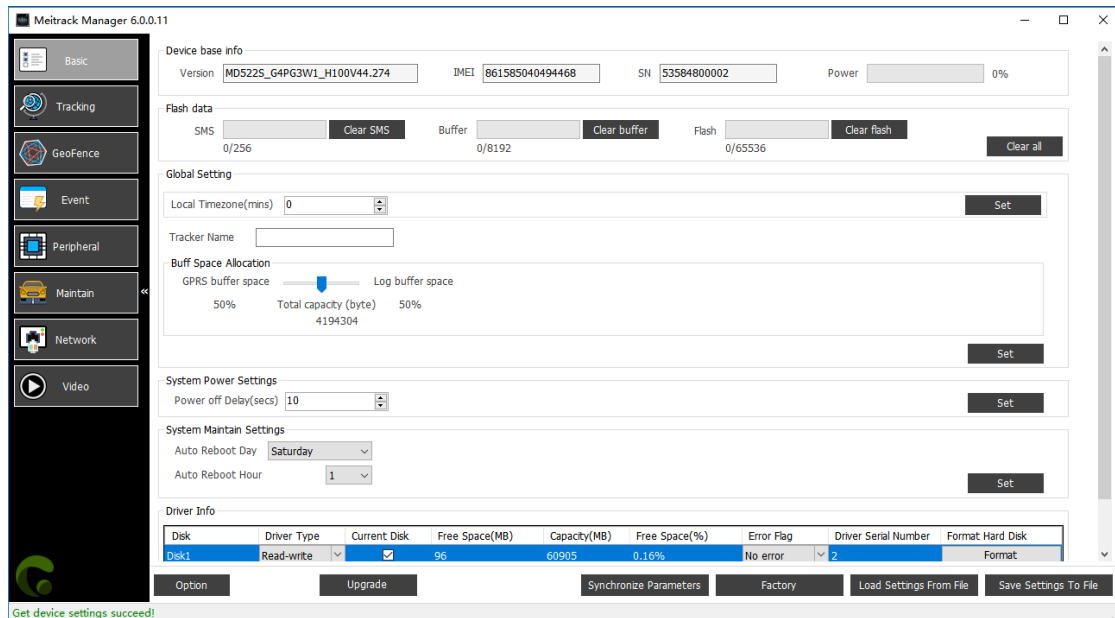 Meitrack Manager 6.0.0.11
Basic
Tracking
GeoFence
Event
Peripheral
Maintain
«
Network
Video
Device base info
Version MD522S_G4PG3W1_H100V44.274 IMEI 861585040494468 SN 53584800002 Power 0%
Flash data
SMS Clear SMS Buffer Clear buffer Flash Clear flash
0/256 0/8192 0/65536 Clear all
Global Setting
Local Timezone(mins) 0 Set
Tracker Name
Buff Space Allocation
GPRS buffer space Log buffer space
50% Total capacity (byte) 50%
4194304
Set
System Power Settings
Power off Delay(secs) 10 Set
System Maintain Settings
Auto Reboot Day Saturday
Auto Reboot Hour 1
Set
Driver Info
Disk Driver Type Current Disk Free Space(MB) Capacity(MB) Free Space(%) Error Flag Driver Serial Number Format Hard Disk
Disk1 Read-write 96 60905 0.16% No error 2 Format
Option Upgrade Synchronize Parameters Factory Load Settings From File Save Settings To File
Get device settings succeed!